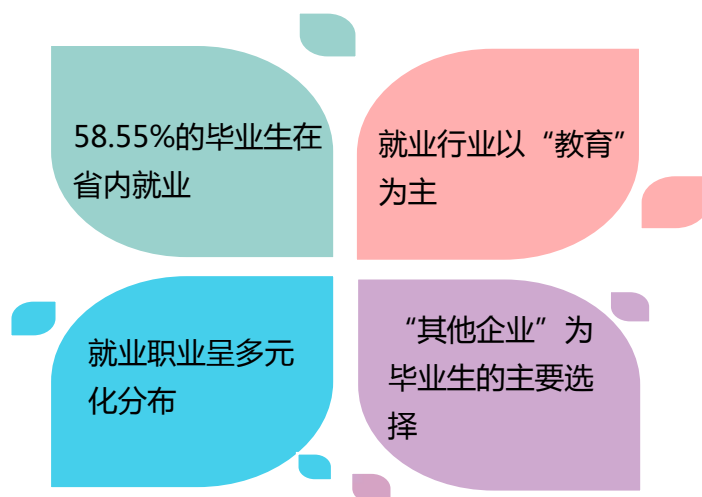 58.55%的毕业生在
省内就业
就业行业以“教育”
为主
就业职业呈多元
化分布
“其他企业”为
毕业生的主要选
择